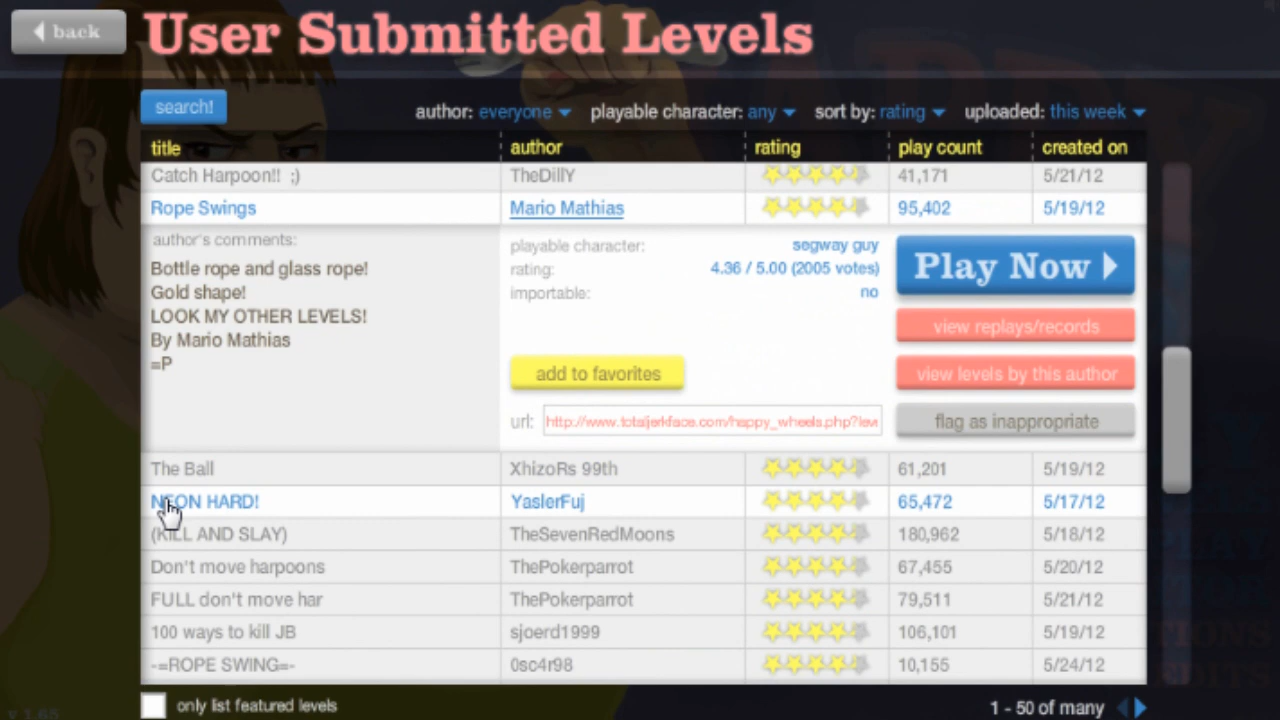 back
User Submitted Levels
search!
author: everyone playable character: any sort by: rating uploaded: this week
title author rating play count created on
Catch Harpoon!! ;) TheDillY 41,171 5/21/12
Rope Swings Mario Mathias 95,402 5/19/12
author's comments:
Bottle rope and glass rope!
Gold shape!
LOOK MY OTHER LEVELS!
By Mario Mathias
=P
playable character: segway guy
rating: 4.36 / 5.00 (2005 votes)
importable: no
add to favorites
url: http://www.totaljerkface.com/happy_wheels.php?lev
Play Now
view replays/records
view levels by this author
flag as inappropriate
The Ball XhizoRs 99th 61,201 5/19/12
NEON HARD! YaslerFuj 65,472 5/17/12
(KILL AND SLAY) TheSevenRedMoons 180,962 5/18/12
Don't move harpoons ThePokerparrot 67,455 5/20/12
FULL don't move har ThePokerparrot 79,511 5/21/12
100 ways to kill JB sjoerd1999 106,101 5/19/12
-=ROPE SWING=- 0sc4r98 10,155 5/24/12
only list featured levels
1 - 50 of many
v 1.65